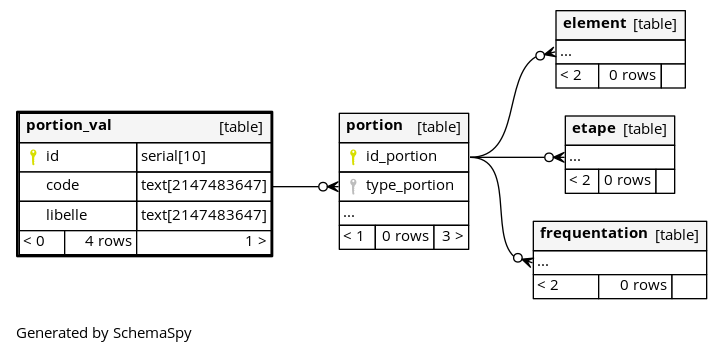 element [table]
...
< 2 0 rows
portion_val [table]
id serial[10]
code text[2147483647]
libelle text[2147483647]
< 0 4 rows 1 >
portion [table]
id_portion
type_portion
...
< 1 0 rows 3 >
etape [table]
...
< 2 0 rows
frequentation [table]
...
< 2 0 rows
Generated by SchemaSpy